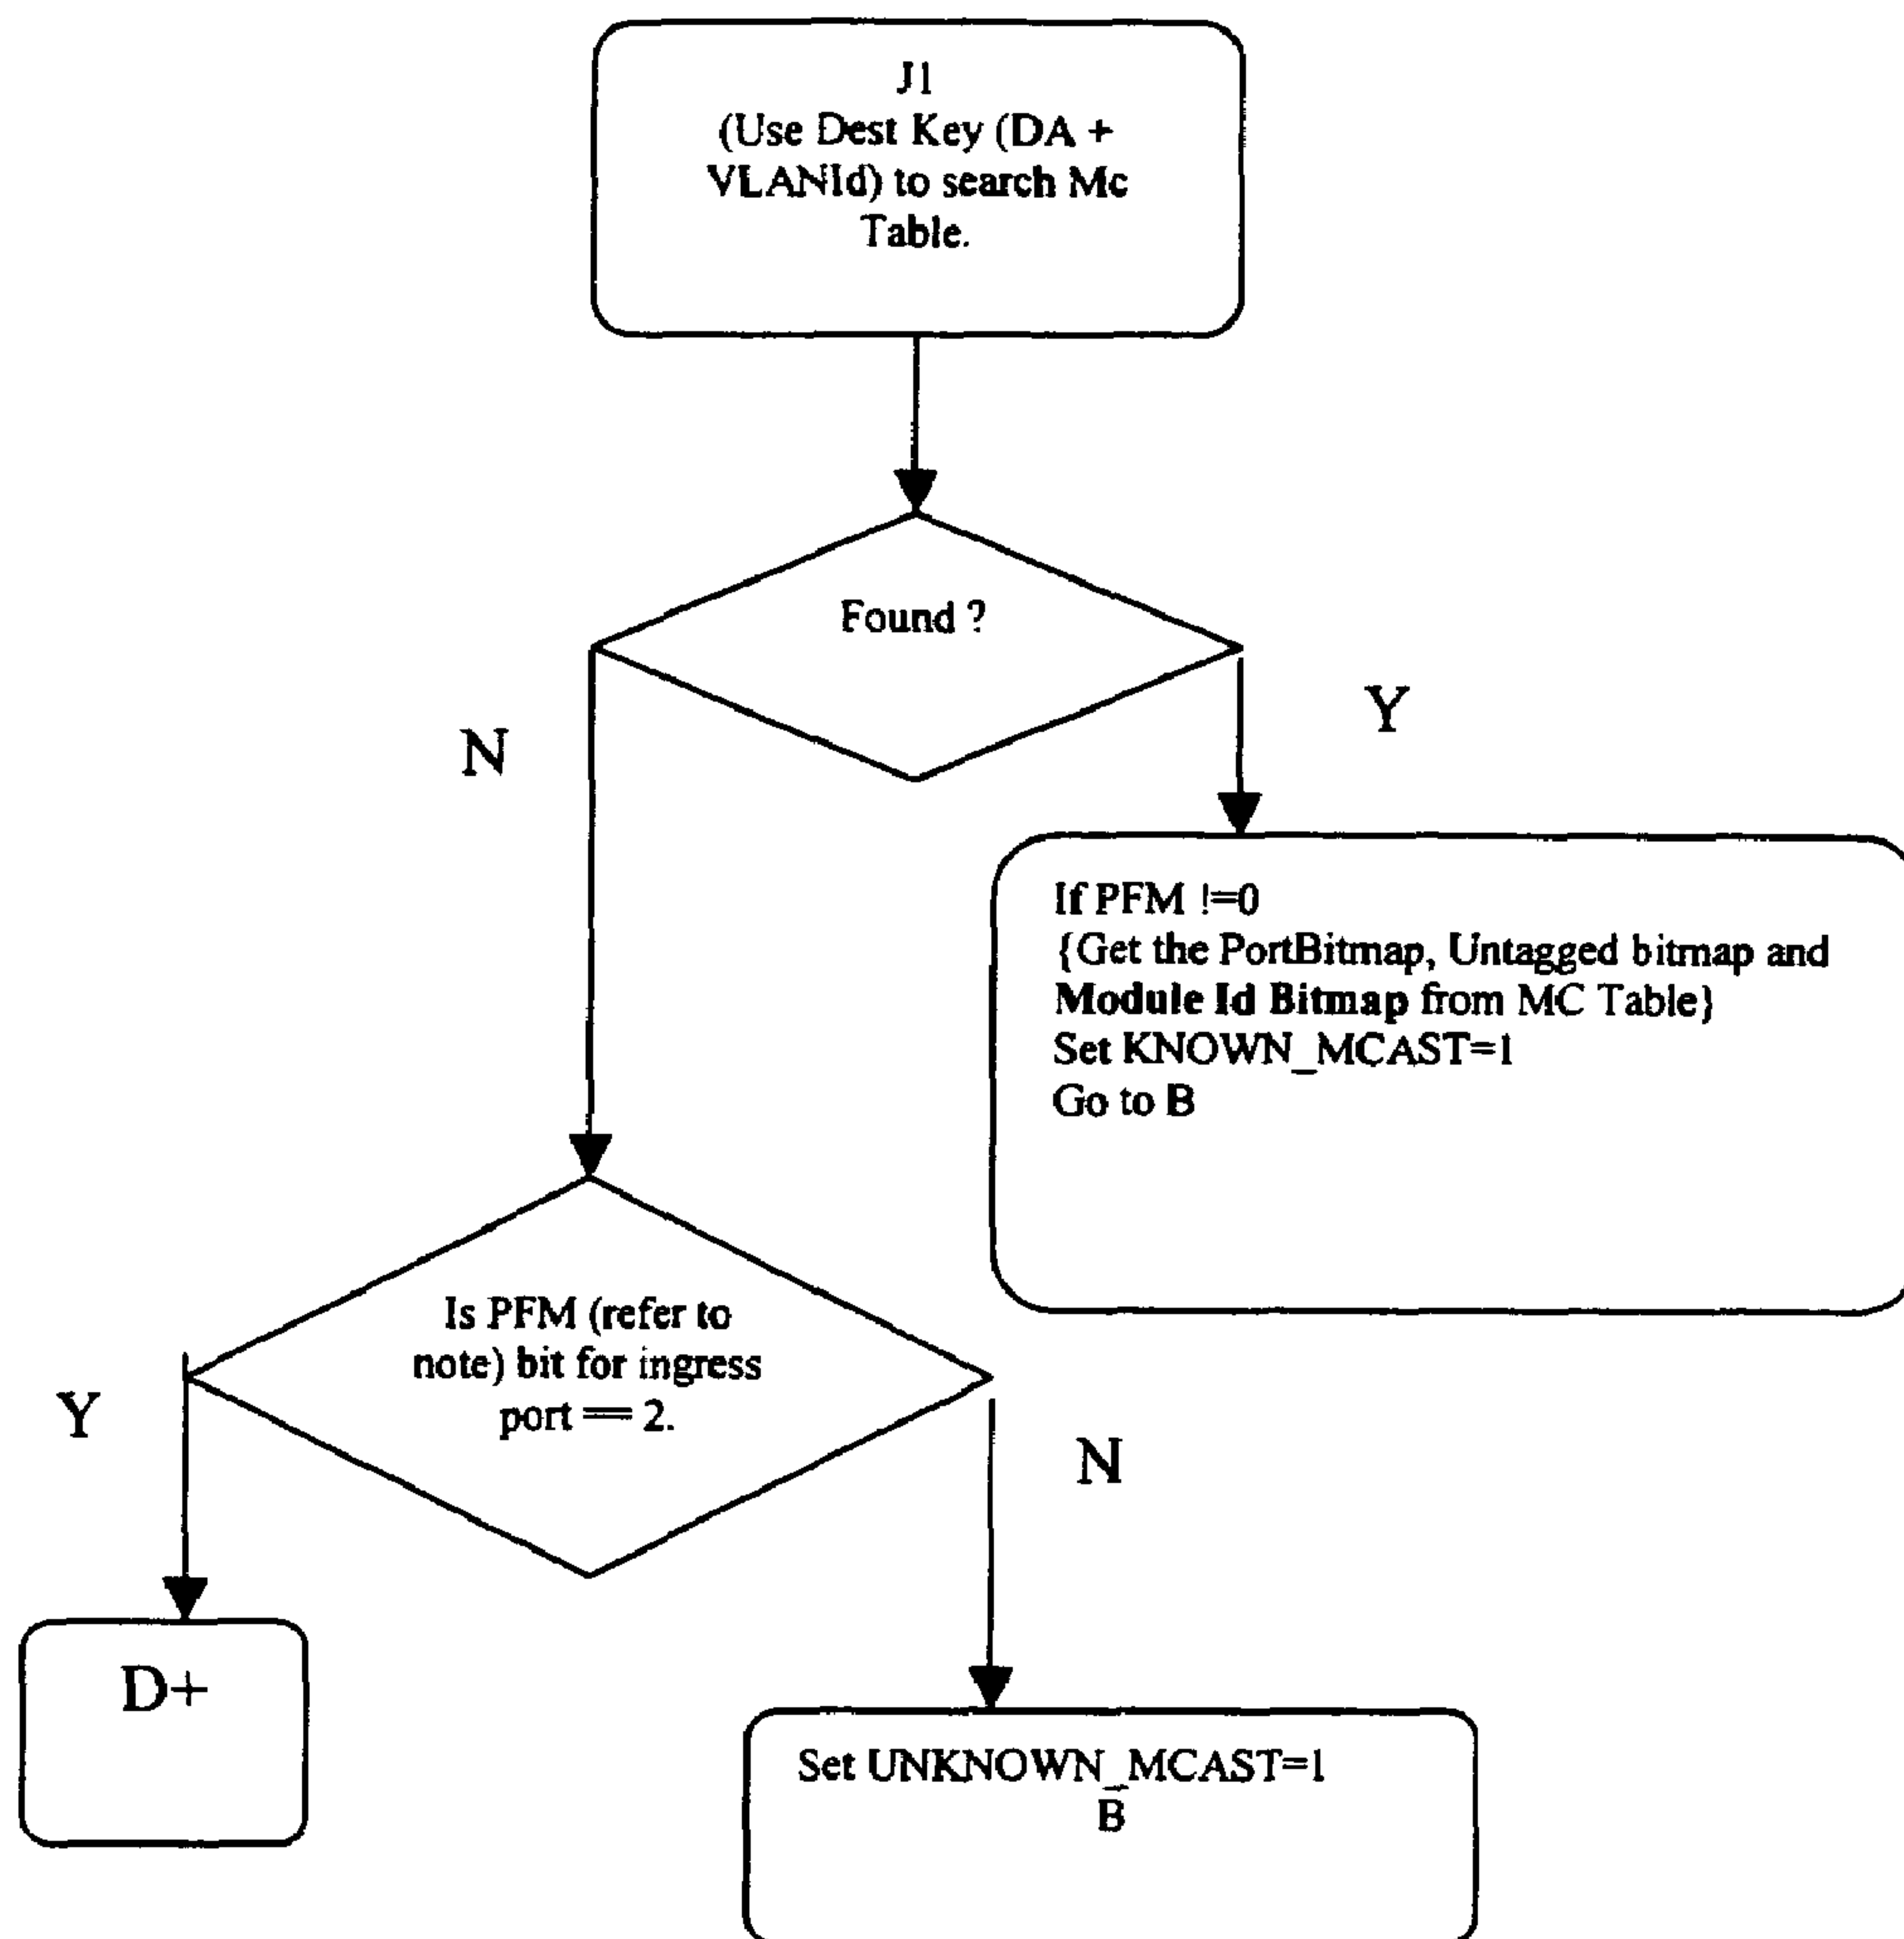 J1
(Use Dest Key (DA +
VLANId) to search Mc
Table.
Found ?
N
Y
If PFM !=0
{Get the PortBitmap, Untagged bitmap and
Module Id Bitmap from MC Table}
Set KNOWN_MCAST=1
Go to B
Is PFM (refer to
note) bit for ingress
port == 2.
Y
N
D+
Set UNKNOWN_MCAST=1
B